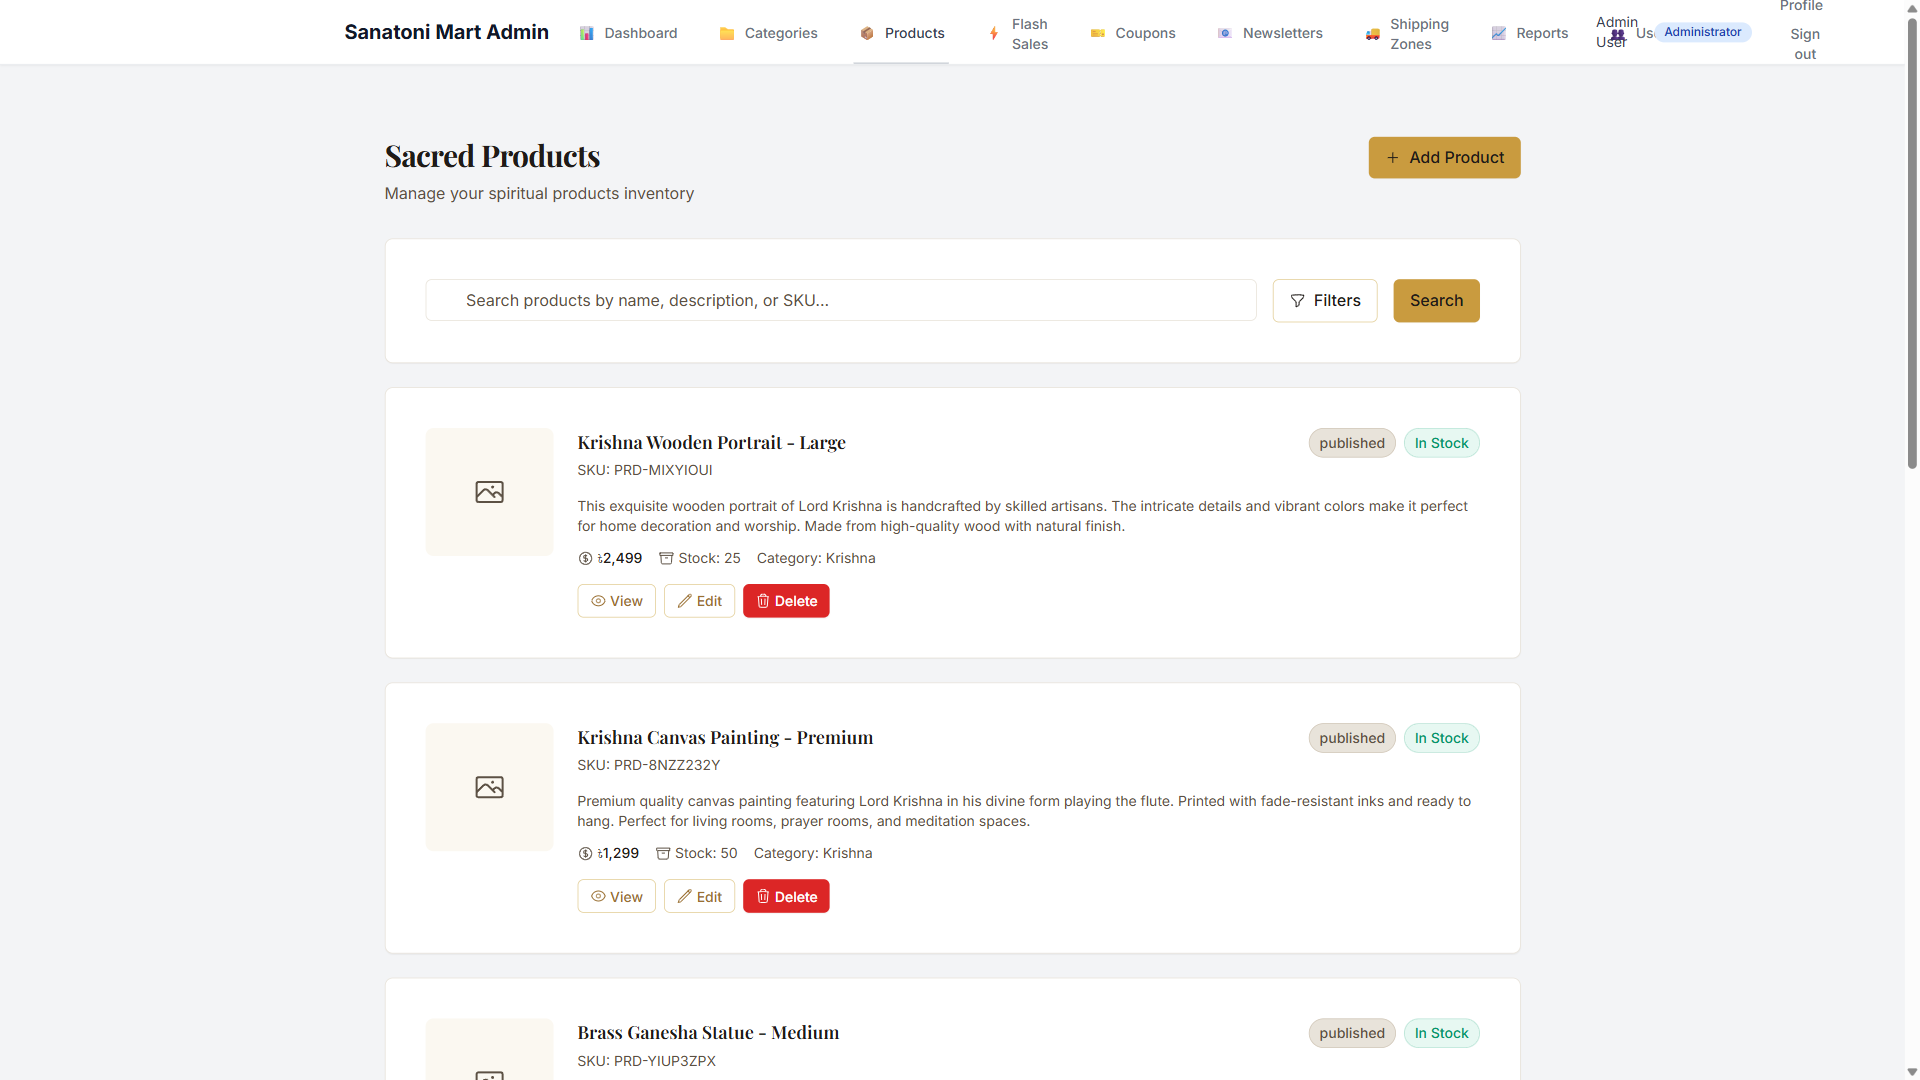 Sanatoni Mart Admin
Dashboard
Categories
Products
Flash
Sales
Coupons
Newsletters
Shipping
Zones
Reports
Admin
User
Administrator
Profile
Sign
out
Sacred Products
Manage your spiritual products inventory
+ Add Product
Search products by name, description, or SKU...
Filters
Search
Krishna Wooden Portrait - Large
published
In Stock
SKU: PRD-MIXYIOUI
This exquisite wooden portrait of Lord Krishna is handcrafted by skilled artisans. The intricate details and vibrant colors make it perfect
for home decoration and worship. Made from high-quality wood with natural finish.
৳2,499 Stock: 25 Category: Krishna
View Edit Delete
Krishna Canvas Painting - Premium
published
In Stock
SKU: PRD-8NZZ232Y
Premium quality canvas painting featuring Lord Krishna in his divine form playing the flute. Printed with fade-resistant inks and ready to
hang. Perfect for living rooms, prayer rooms, and meditation spaces.
৳1,299 Stock: 50 Category: Krishna
View Edit Delete
Brass Ganesha Statue - Medium
published
In Stock
SKU: PRD-YIUP3ZPX